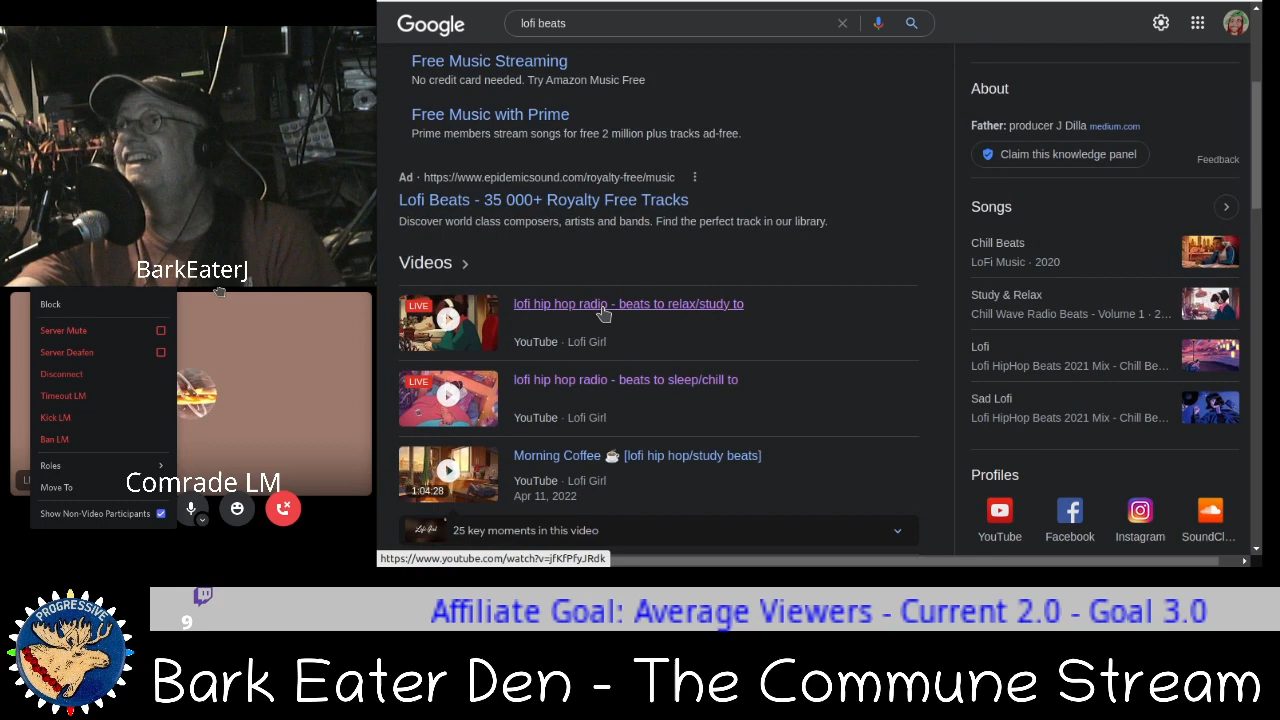 Google
lofi beats
Free Music Streaming
No credit card needed. Try Amazon Music Free
Free Music with Prime
Prime members stream songs for free 2 million plus tracks ad-free.
Ad · https://www.epidemicsound.com/royalty-free/music
Lofi Beats - 35 000+ Royalty Free Tracks
Discover world class composers, artists and bands. Find the perfect track in our library.
Videos
LIVE
lofi hip hop radio - beats to relax/study to
YouTube · Lofi Girl
LIVE
lofi hip hop radio - beats to sleep/chill to
YouTube · Lofi Girl
1:04:28
Morning Coffee ☕ [lofi hip hop/study beats]
YouTube · Lofi Girl
Apr 11, 2022
25 key moments in this video
https://www.youtube.com/watch?v=jfKfPfyJRdk
About
Father: producer J Dilla medium.com
Claim this knowledge panel
Feedback
Songs
Chill Beats
LoFi Music · 2020
Study & Relax
Chill Wave Radio Beats - Volume 1 · 2...
Lofi
Lofi HipHop Beats 2021 Mix - Chill Be...
Sad Lofi
Lofi HipHop Beats 2021 Mix - Chill Be...
Profiles
YouTube
Facebook
Instagram
SoundCl...
BarkEaterJ
Block
Server Mute
Server Deafen
Disconnect
Timeout LM
Kick LM
Ban LM
Roles
Move To
Show Non-Video Participants
Comrade LM
9
Affiliate Goal: Average Viewers - Current 2.0 - Goal 3.0
PROGRESSIVE
Bark Eater Den - The Commune Stream